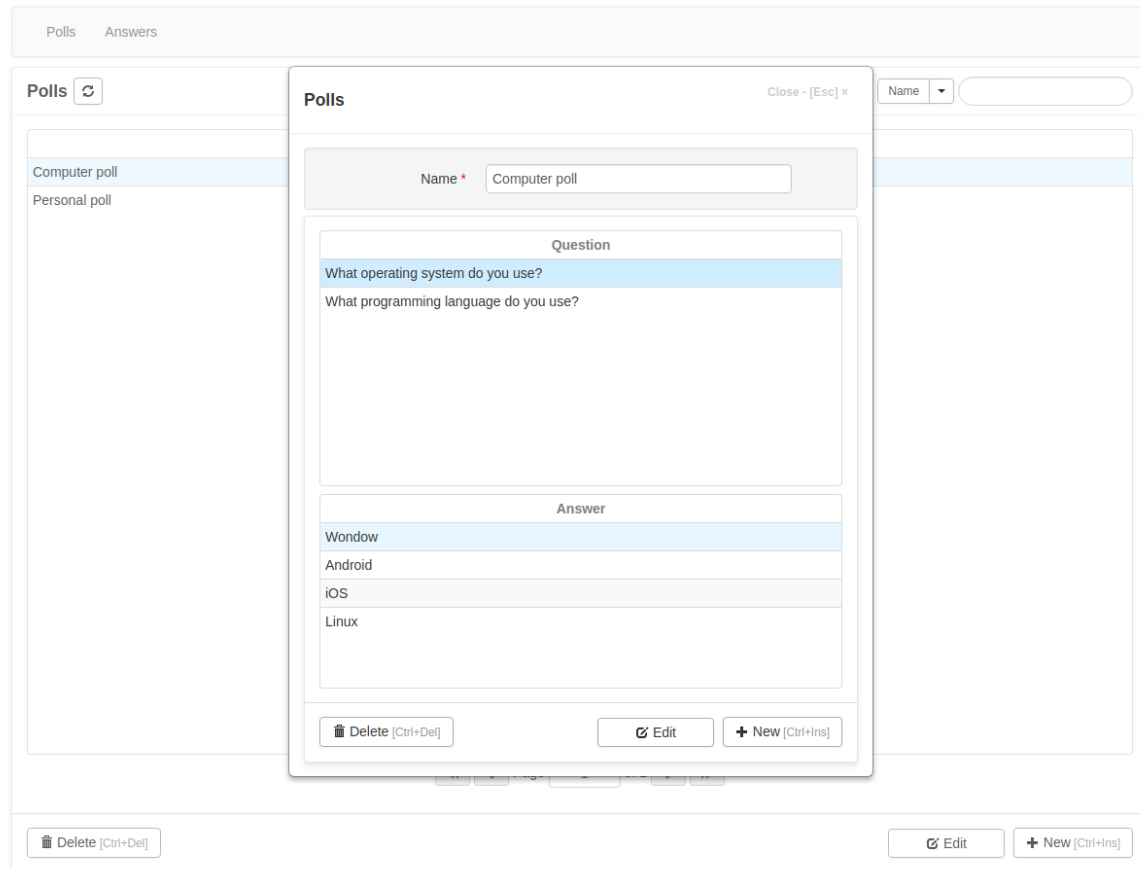 Polls Answers
Polls
Name
Computer poll
Personal poll
Polls
Close - [Esc] ×
Name * Computer poll
Question
What operating system do you use?
What programming language do you use?
Answer
Wondow
Android
iOS
Linux
Delete [Ctrl+Del] Edit New [Ctrl+Ins]
Delete [Ctrl+Del] Edit New [Ctrl+Ins]